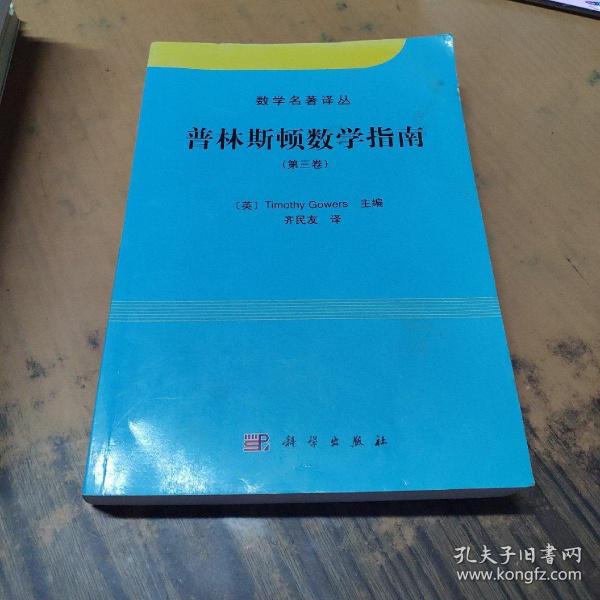 数学名著译丛
普林斯顿数学指南
(第三卷)
〔英〕Timothy Gowers 主编
齐民友 译
科学出版社
孔夫子旧书网
www.kongfz.com